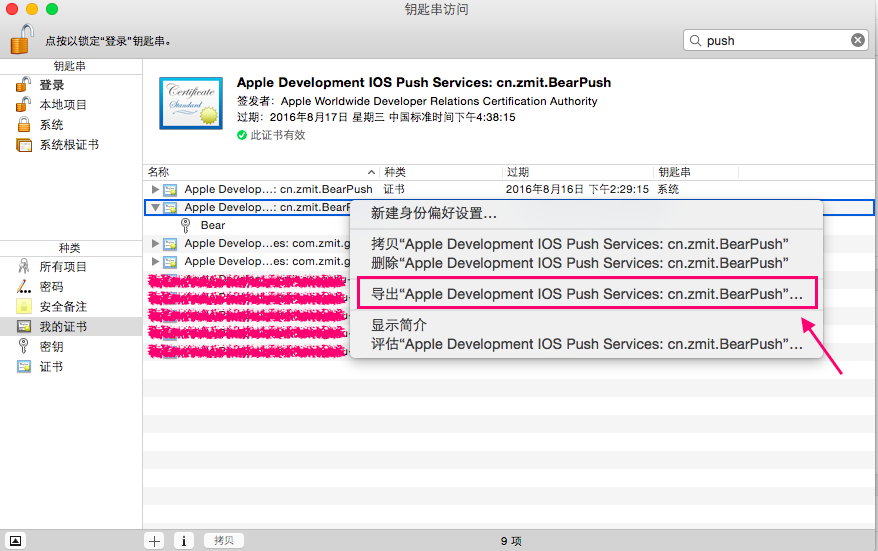 钥匙串访问
点按以锁定“登录”钥匙串。
push
钥匙串
登录
本地项目
系统
系统根证书
种类
所有项目
密码
安全备注
我的证书
密钥
证书
Certificate
Standard
Apple Development IOS Push Services: cn.zmit.BearPush
签发者：Apple Worldwide Developer Relations Certification Authority
过期：2016年8月17日 星期三 中国标准时间下午4:38:15
此证书有效
名称 种类 过期 钥匙串
Apple Develop...: cn.zmit.BearPush 证书 2016年8月16日 下午2:29:15 系统
Apple Develop...: cn.zmit.BearP
Bear
Apple Develop...es: com.zmit.g
Apple Develop...es: com.zmit.g
新建身份偏好设置...
拷贝“Apple Development IOS Push Services: cn.zmit.BearPush”
删除“Apple Development IOS Push Services: cn.zmit.BearPush”
导出“Apple Development IOS Push Services: cn.zmit.BearPush”...
显示简介
评估“Apple Development IOS Push Services: cn.zmit.BearPush”...
拷贝
9 项